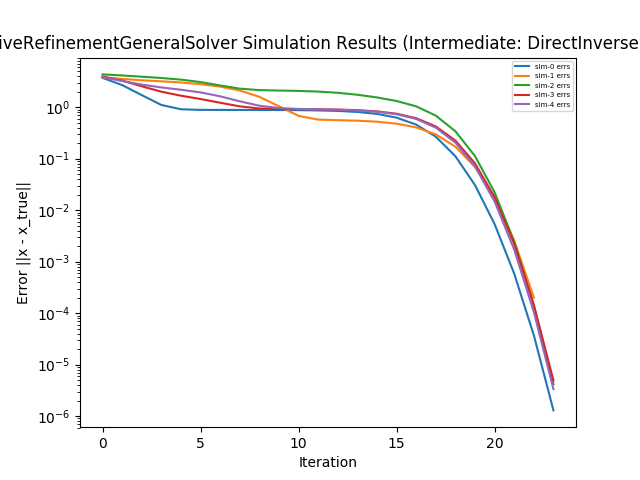 iveRefinementGeneralSolver Simulation Results (Intermediate: DirectInverse
sim-0 errs
sim-1 errs
sim-2 errs
sim-3 errs
sim-4 errs
Error ||x - x_true||
10⁰
10⁻¹
10⁻²
10⁻³
10⁻⁴
10⁻⁵
10⁻⁶
0 5 10 15 20
Iteration